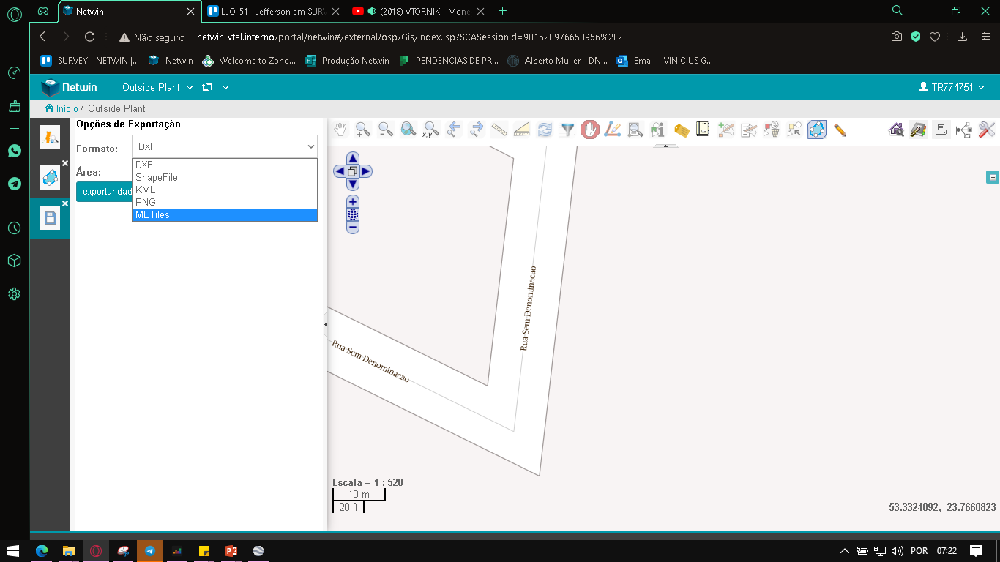 Netwin
LJO-51 - Jefferson em SURV
(2018) VTORNIK - Mone
Não seguro
netwin-vtal.interno/portal/netwin#/external/osp/Gis/index.jsp?SCASessionId=981528976653956%2F2
SURVEY - NETWIN |...
Netwin
Welcome to Zoho...
Produção Netwin
PENDENCIAS DE PR...
Alberto Muller - DN...
Email – VINICIUS G...
Netwin
Outside Plant
TR774751
Início / Outside Plant
Opções de Exportação
Formato:
DXF
DXF
ShapeFile
KML
PNG
MBTiles
Área:
exportar dad
x,y
Rua Sem Denominacao
Rua Sem Denominacao
Escala = 1 : 528
10 m
20 ft
-53.3324092, -23.7660823
POR
07:22